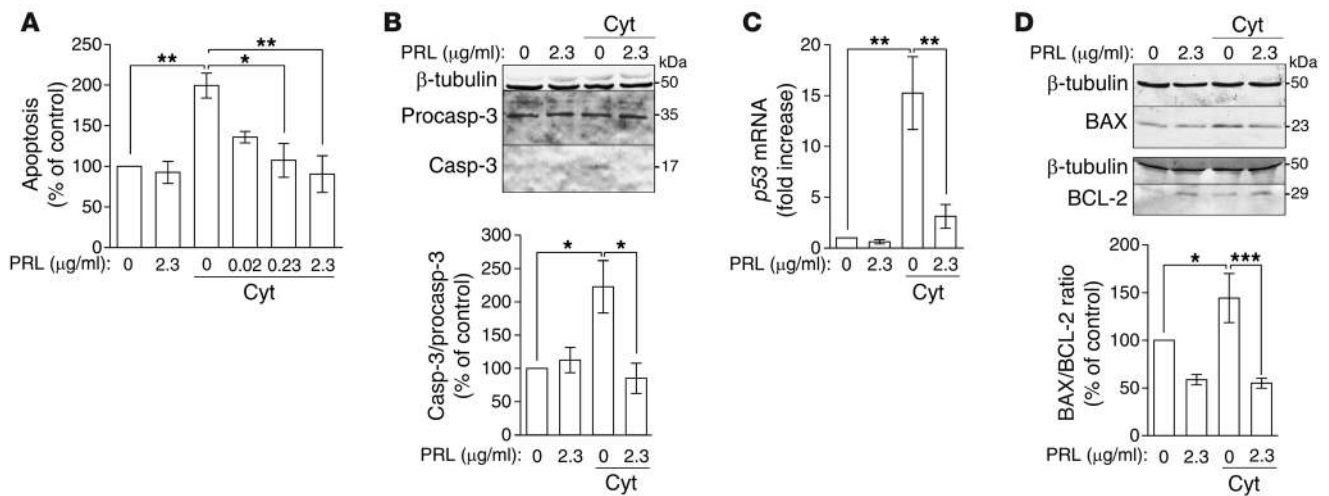 A
Apoptosis
(% of control)
250
200
150
100
50
0
**
**
*
PRL (μg/ml): 0 2.3 0 0.02 0.23 2.3
Cyt
B
Cyt
PRL (μg/ml): 0 2.3 0 2.3
kDa
β-tubulin -50
Procasp-3 -35
Casp-3 -17
Casp-3/procasp-3
(% of control)
300
250
200
150
100
50
0
* *
PRL (μg/ml): 0 2.3 0 2.3
Cyt
C
p53 mRNA
(fold increase)
20
15
10
5
0
** **
PRL (μg/ml): 0 2.3 0 2.3
Cyt
D
Cyt
PRL (μg/ml): 0 2.3 0 2.3
kDa
β-tubulin -50
BAX -23
β-tubulin -50
BCL-2 -29
BAX/BCL-2 ratio
(% of control)
200
150
100
50
0
* ***
PRL (μg/ml): 0 2.3 0 2.3
Cyt